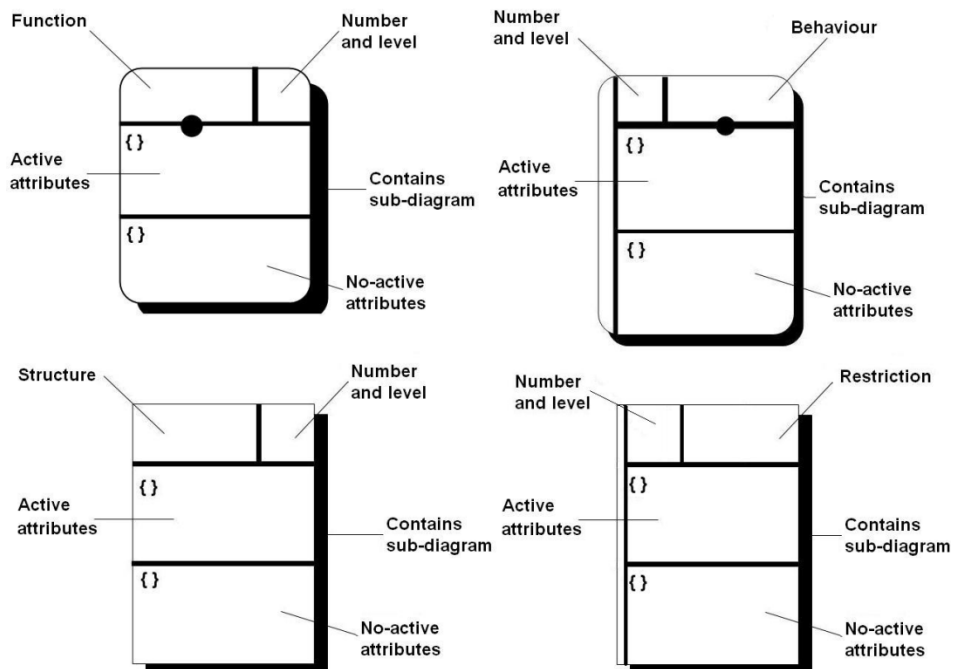 Function
Number
and level
{ }
Active
attributes
Contains
sub-diagram
{ }
No-active
attributes
Number
and level
Behaviour
{ }
Active
attributes
Contains
sub-diagram
{ }
No-active
attributes
Structure
Number
and level
{ }
Active
attributes
Contains
sub-diagram
{ }
No-active
attributes
Number
and level
Restriction
{ }
Active
attributes
Contains
sub-diagram
{ }
No-active
attributes